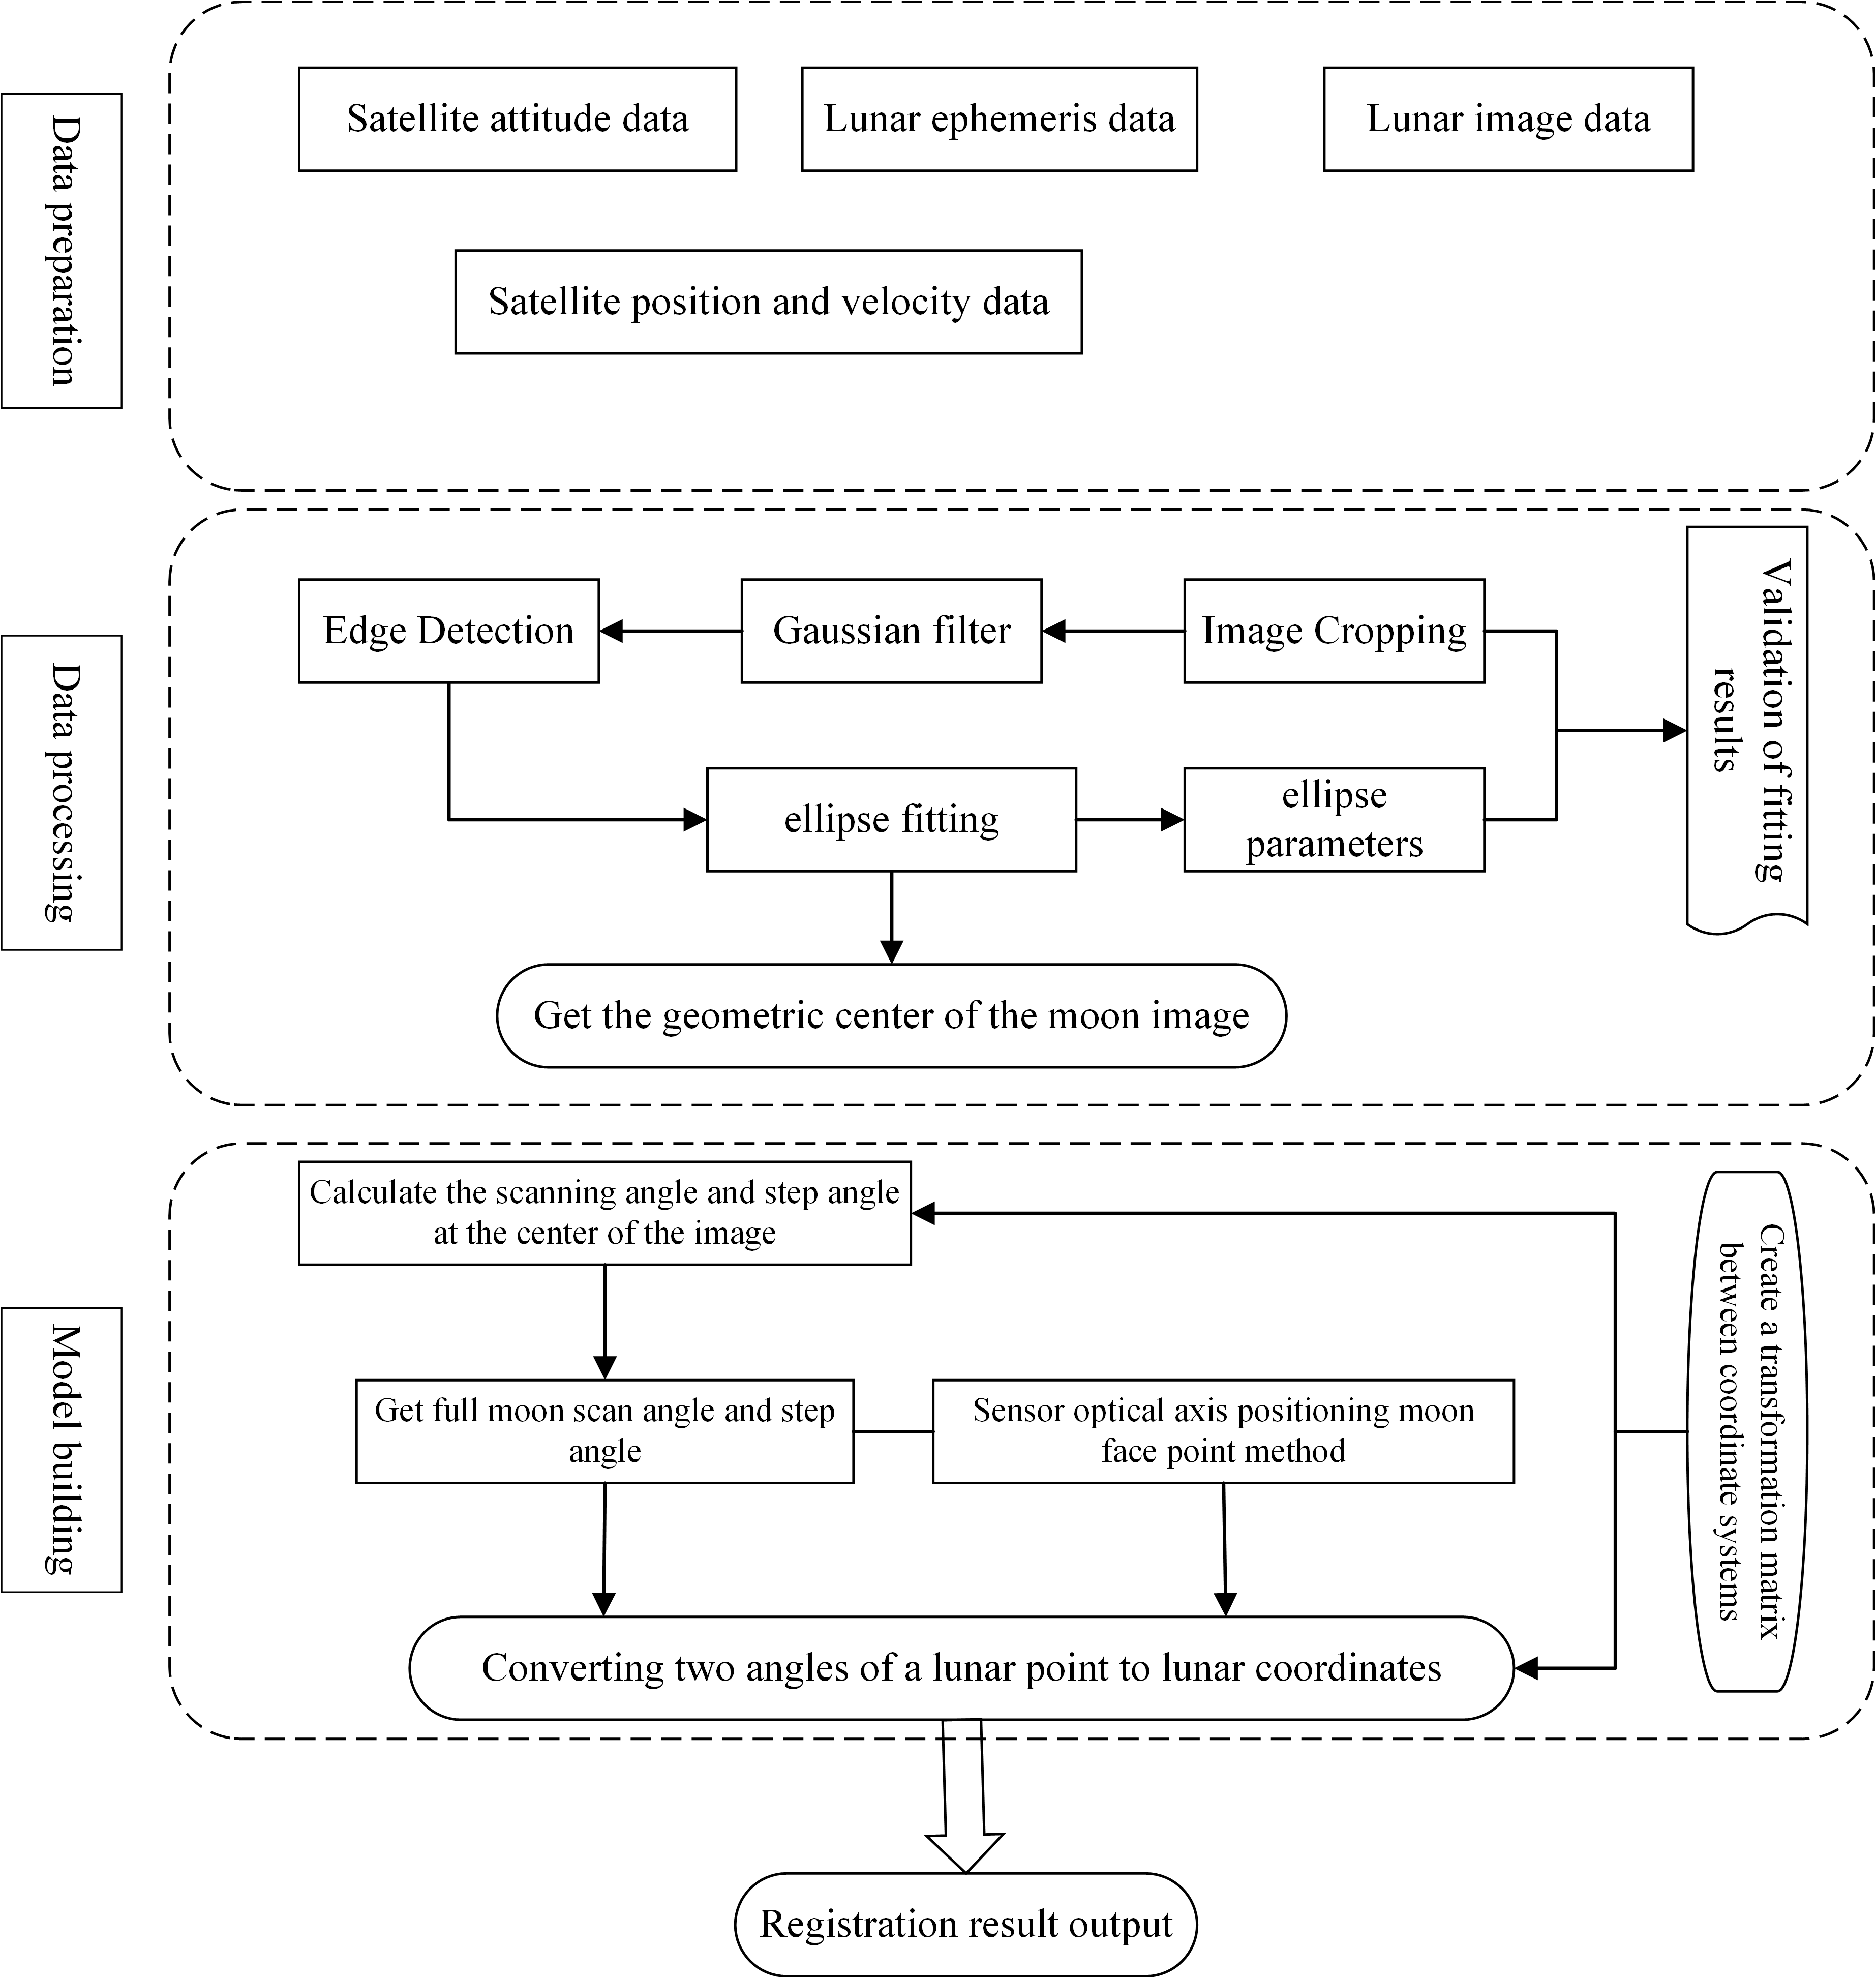 Data preparation
Satellite attitude data
Lunar ephemeris data
Lunar image data
Satellite position and velocity data
Data processing
Edge Detection
Gaussian filter
Image Cropping
Validation of fitting
results
ellipse fitting
ellipse
parameters
Get the geometric center of the moon image
Model building
Calculate the scanning angle and step angle
at the center of the image
Create a transformation matrix
between coordinate systems
Get full moon scan angle and step
angle
Sensor optical axis positioning moon
face point method
Converting two angles of a lunar point to lunar coordinates
Registration result output